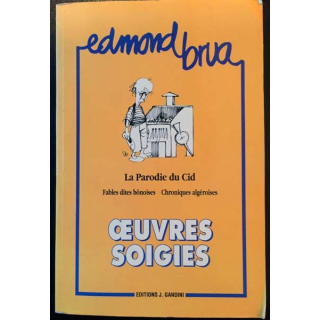 edmond brua
La Parodie du Cid
Fables dites bônoises Chroniques algéroises
ŒUVRES
SOIGIES
EDITIONS J. GANDINI